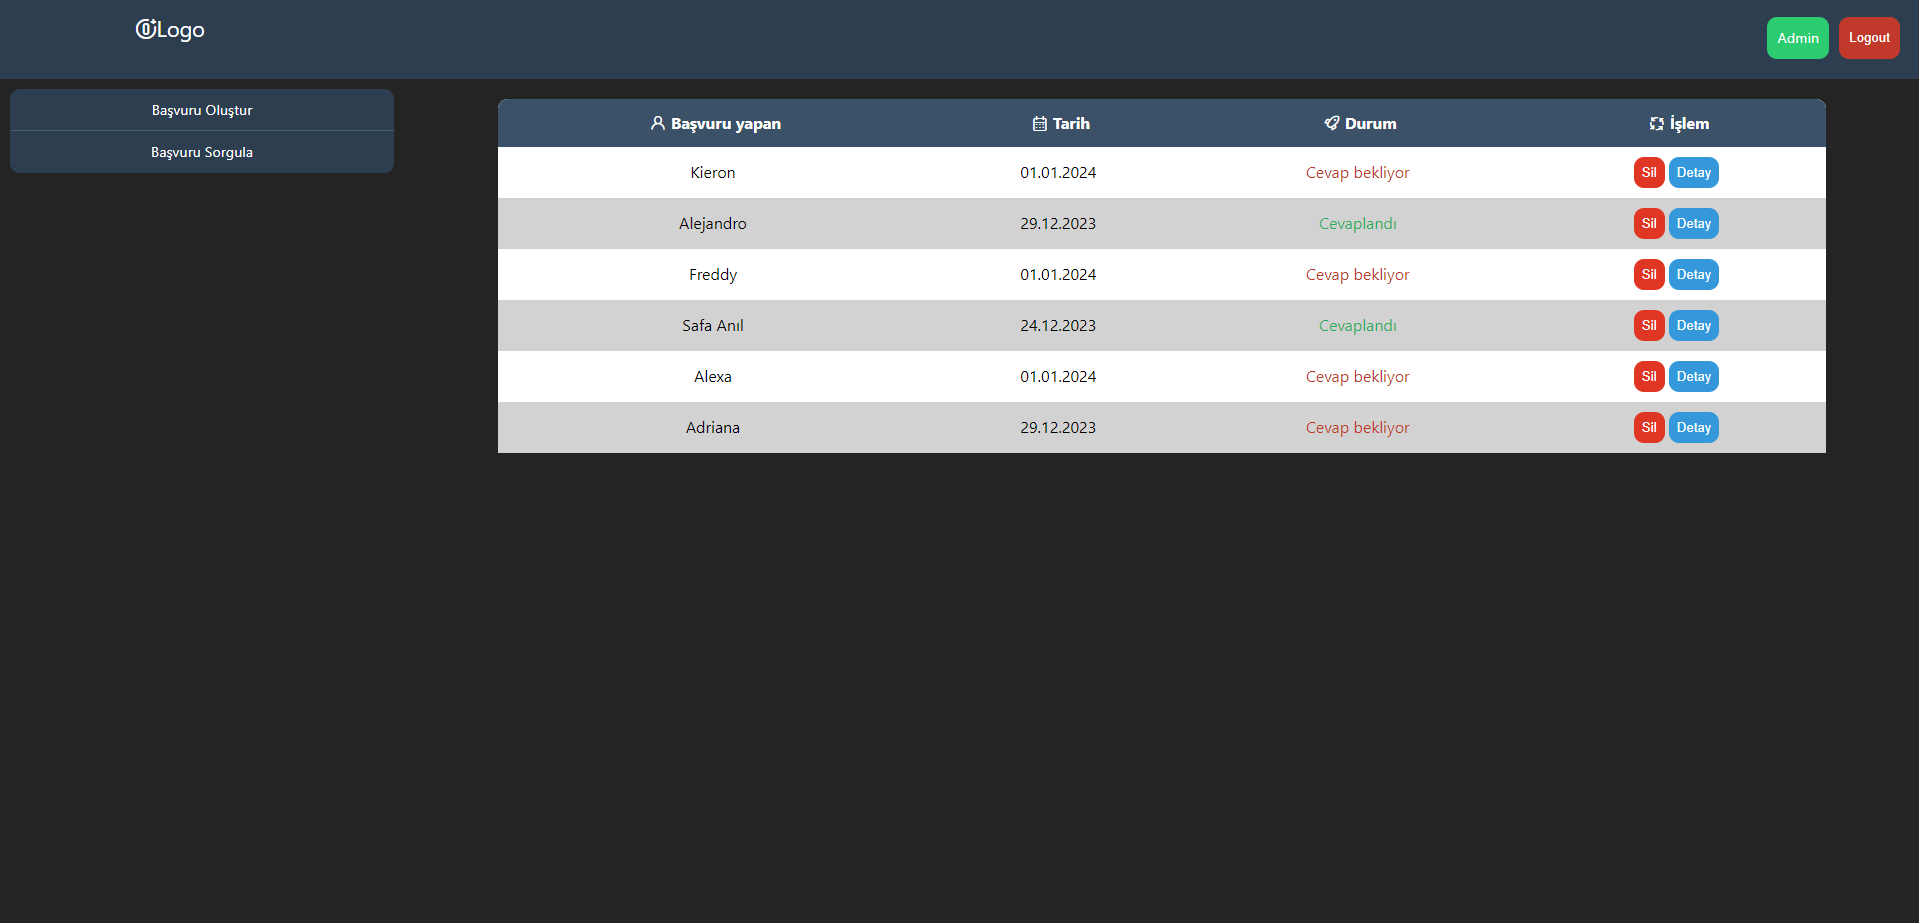 Logo
Admin
Logout
Başvuru Oluştur
Başvuru Sorgula
Başvuru yapan Tarih Durum İşlem
Kieron 01.01.2024 Cevap bekliyor Sil Detay
Alejandro 29.12.2023 Cevaplandı Sil Detay
Freddy 01.01.2024 Cevap bekliyor Sil Detay
Safa Anıl 24.12.2023 Cevaplandı Sil Detay
Alexa 01.01.2024 Cevap bekliyor Sil Detay
Adriana 29.12.2023 Cevap bekliyor Sil Detay